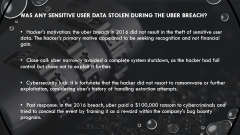 WAS ANY SENSITIVE USER DATA STOLEN DURING THE UBER BREACH?
• Hacker's motivation: the uber breach in 2016 did not result in the theft of sensitive user
data. The hacker's primary motive appeared to be seeking recognition and not financial
gain.
• Close call: uber narrowly avoided a complete system shutdown, as the hacker had full
control but chose not to exploit it further.
• Cybersecurity luck: it is fortunate that the hacker did not resort to ransomware or further
exploitation, considering uber's history of handling extortion attempts.
• Past response: in the 2016 breach, uber paid a $100,000 ransom to cybercriminals and
tried to conceal the event by framing it as a reward within the company's bug bounty
program.